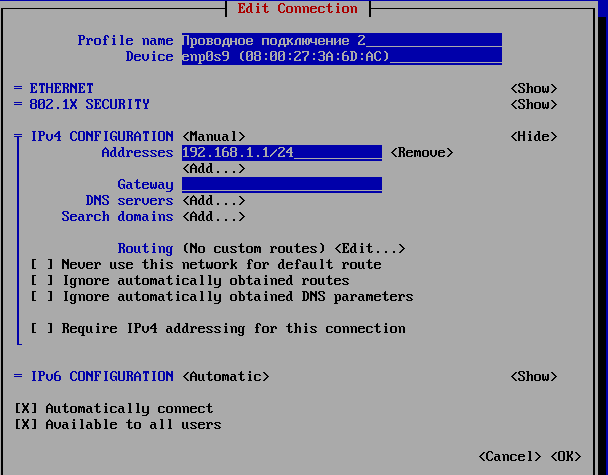 Edit Connection
Profile name Проводное подключение 2
Device enp0s9 (08:00:27:3A:6D:AC)
= ETHERNET <Show>
= 802.1X SECURITY <Show>
= IPv4 CONFIGURATION <Manual> <Hide>
Addresses 192.168.1.1/24 <Remove>
<Add...>
Gateway
DNS servers <Add...>
Search domains <Add...>
Routing (No custom routes) <Edit...>
[ ] Never use this network for default route
[ ] Ignore automatically obtained routes
[ ] Ignore automatically obtained DNS parameters
[ ] Require IPv4 addressing for this connection
= IPv6 CONFIGURATION <Automatic> <Show>
[X] Automatically connect
[X] Available to all users
<Cancel> <OK>